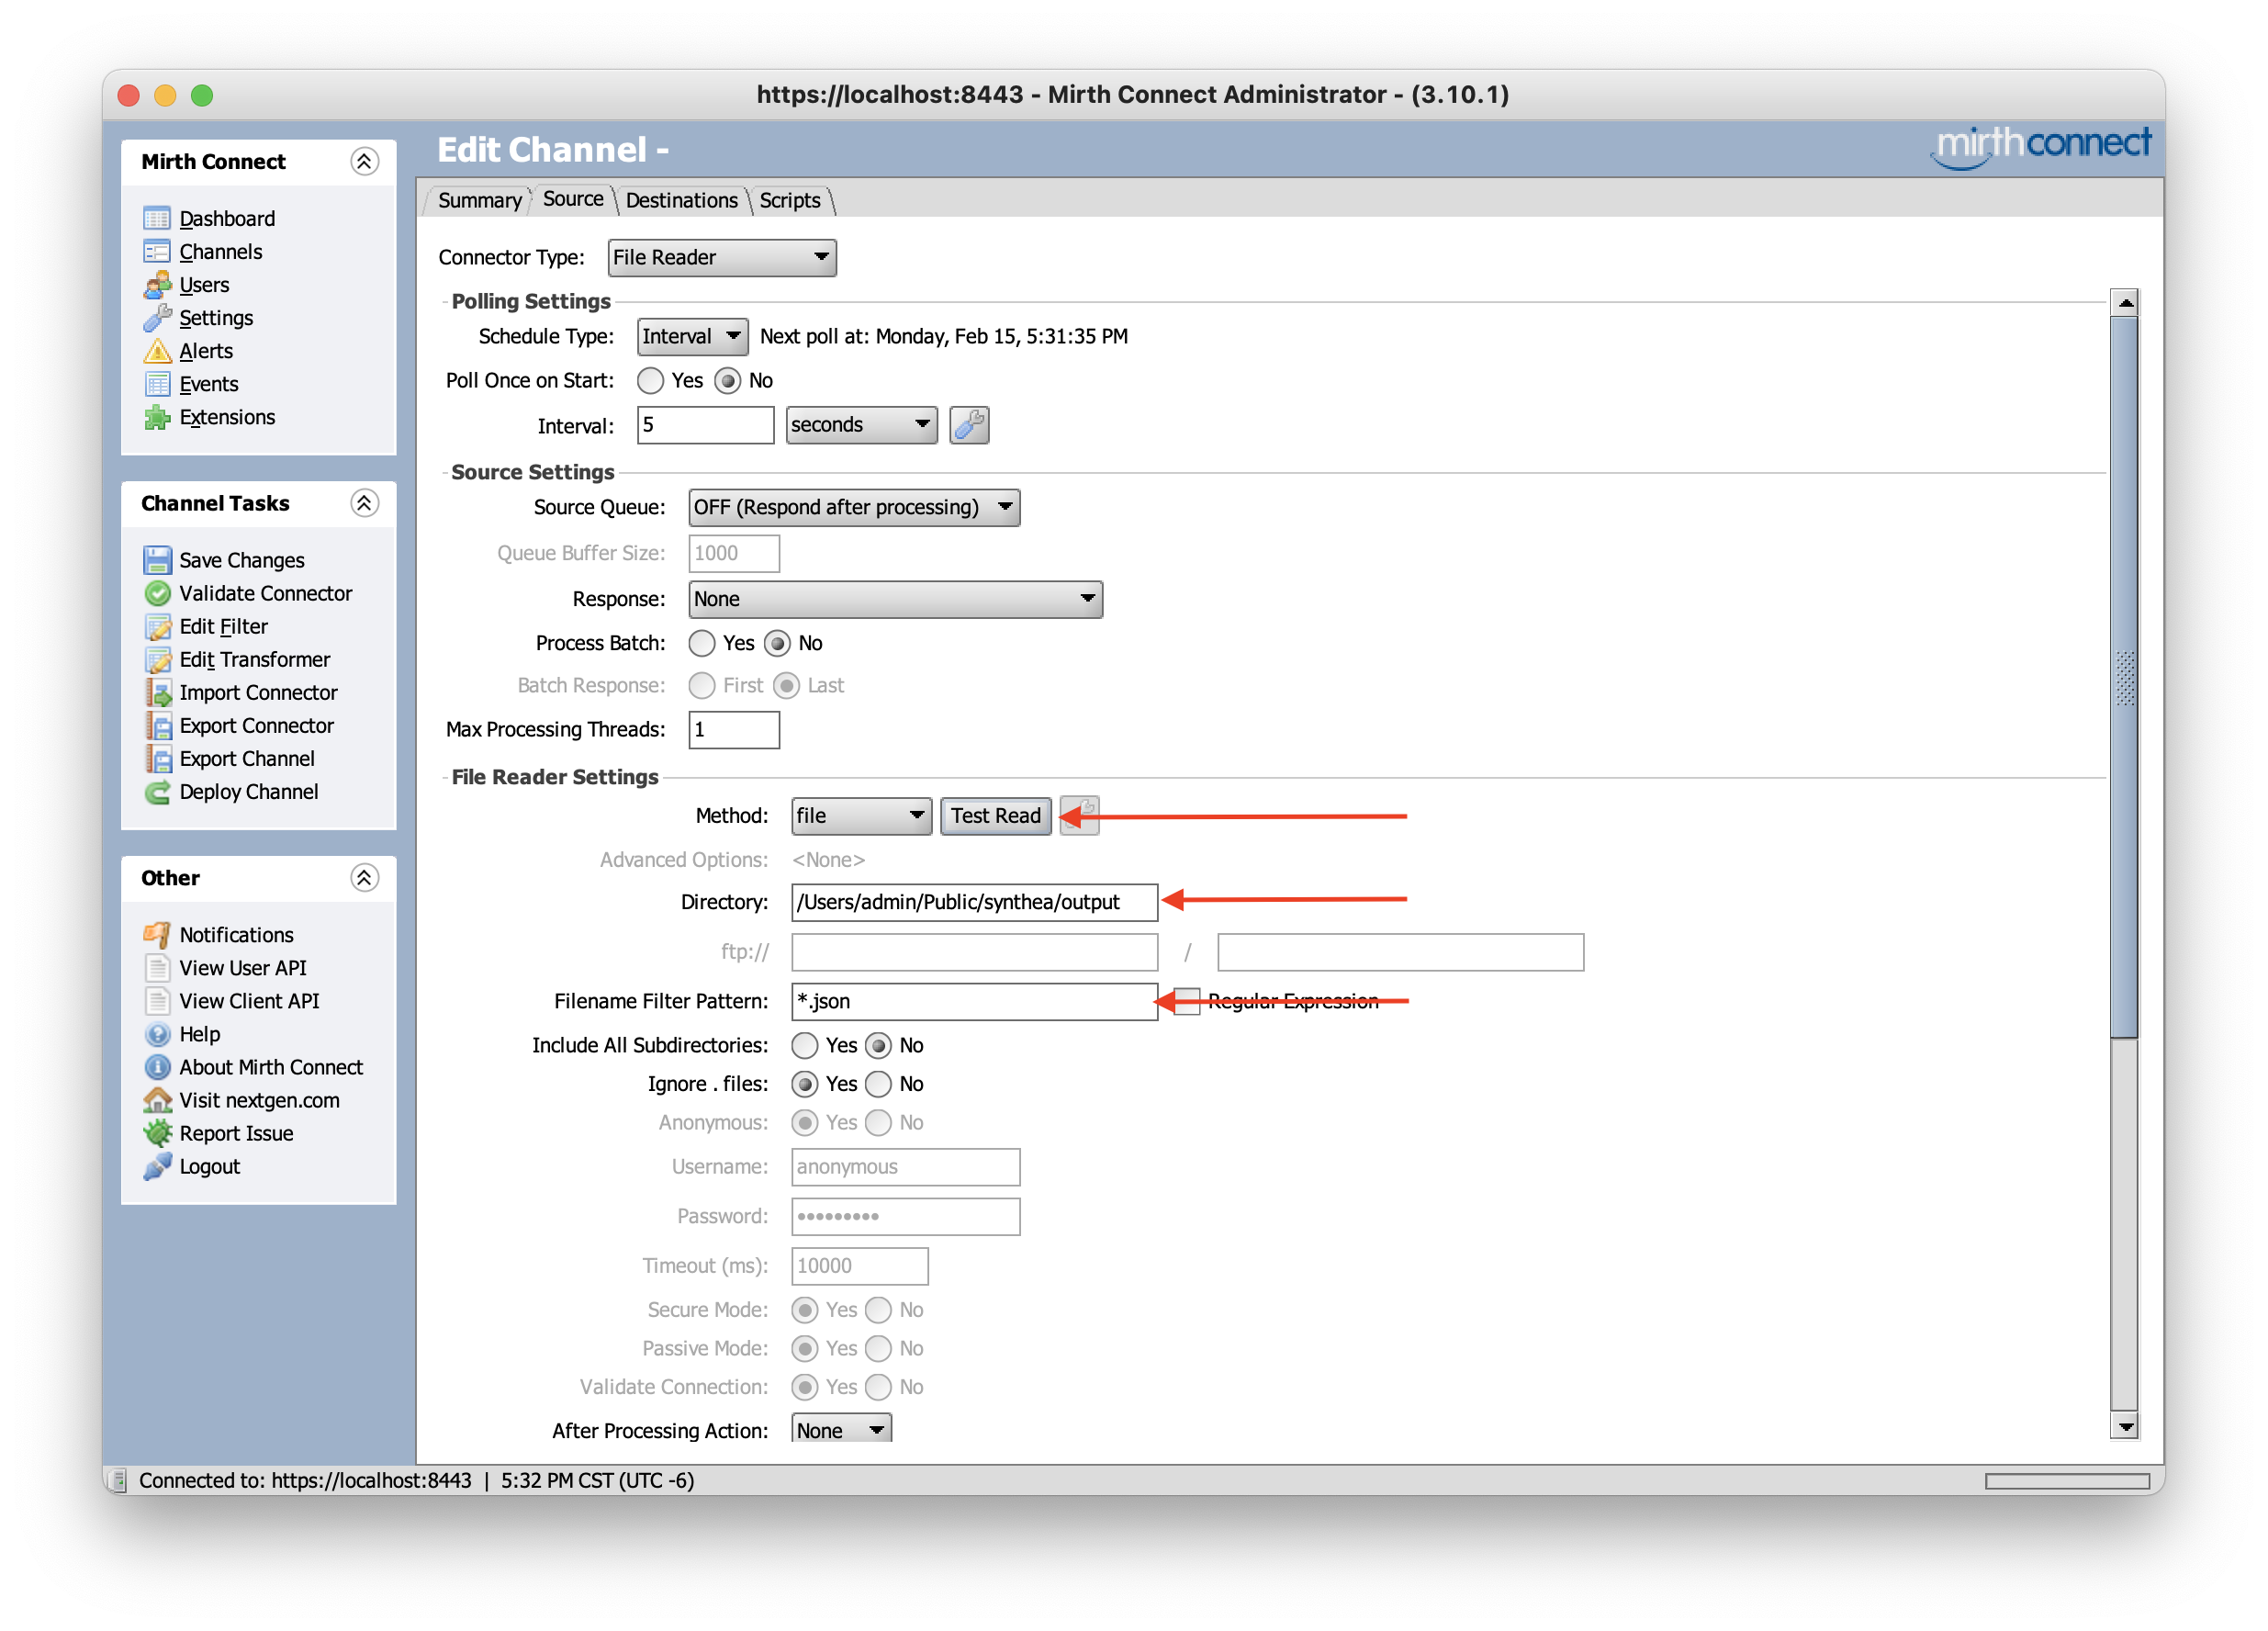 https://localhost:8443 - Mirth Connect Administrator - (3.10.1)
Mirth Connect
Dashboard
Channels
Users
Settings
Alerts
Events
Extensions
Channel Tasks
Save Changes
Validate Connector
Edit Filter
Edit Transformer
Import Connector
Export Connector
Export Channel
Deploy Channel
Other
Notifications
View User API
View Client API
Help
About Mirth Connect
Visit nextgen.com
Report Issue
Logout
Edit Channel -
mirthconnect
Summary Source Destinations Scripts
Connector Type: File Reader
Polling Settings
Schedule Type: Interval Next poll at: Monday, Feb 15, 5:31:35 PM
Poll Once on Start: Yes No
Interval: 5 seconds
Source Settings
Source Queue: OFF (Respond after processing)
Queue Buffer Size: 1000
Response: None
Process Batch: Yes No
Batch Response: First Last
Max Processing Threads: 1
File Reader Settings
Method: file Test Read
Advanced Options: <None>
Directory: /Users/admin/Public/synthea/output
ftp:// /
Filename Filter Pattern: *.json Regular Expression
Include All Subdirectories: Yes No
Ignore . files: Yes No
Anonymous: Yes No
Username: anonymous
Password: •••••••••
Timeout (ms): 10000
Secure Mode: Yes No
Passive Mode: Yes No
Validate Connection: Yes No
After Processing Action: None
Connected to: https://localhost:8443 | 5:32 PM CST (UTC -6)